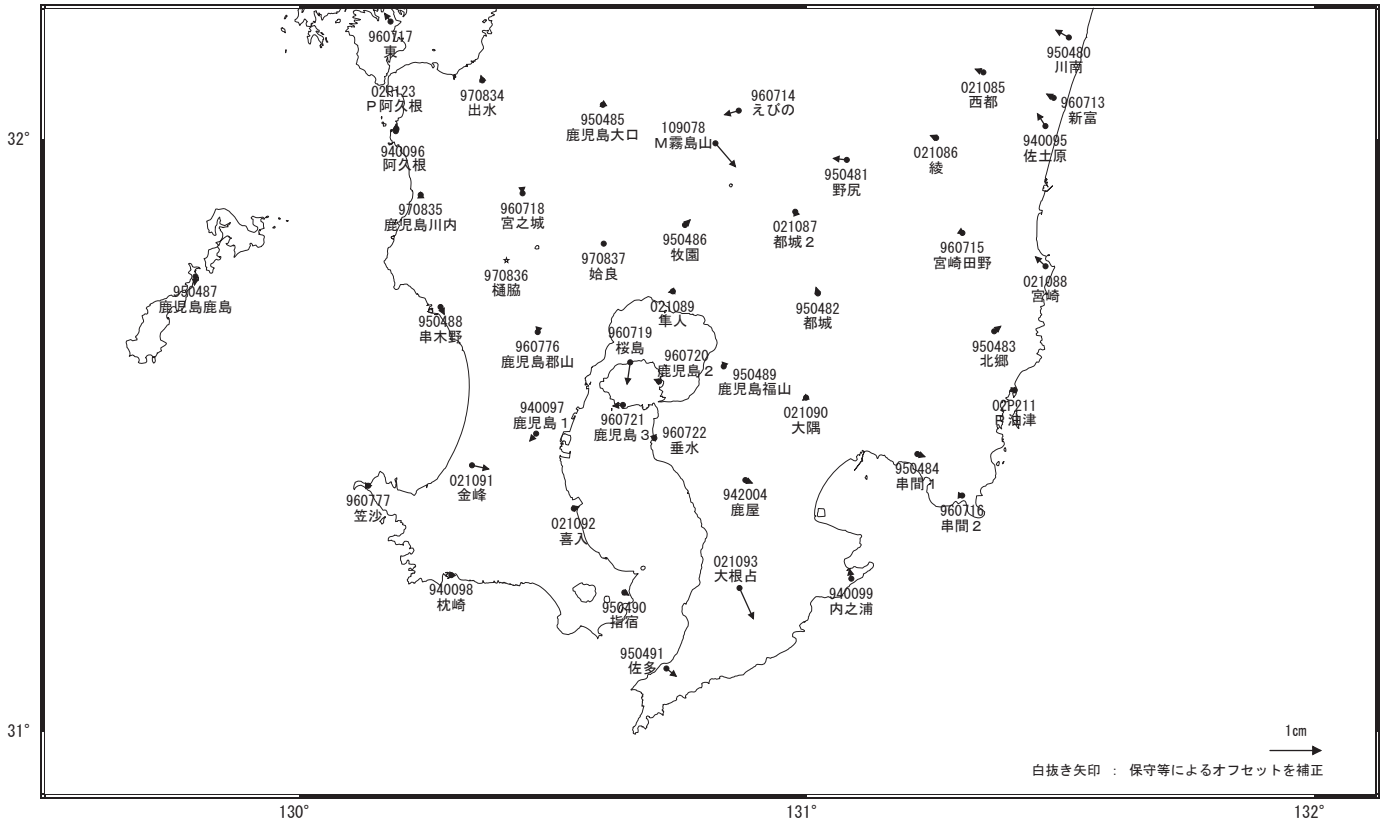 960717
東
950480
川南
021085
西都
960713
新富
02P123
Ｐ阿久根
970834
出水
950485
鹿児島大口
960714
えびの
109078
Ｍ霧島山
32°
940096
阿久根
021086
綾
940095
佐土原
950481
野尻
970835
鹿児島川内
960718
宮之城
021087
都城２
950486
牧園
960715
宮崎田野
970837
姶良
970836
樋脇
950487
鹿児島鹿島
021088
宮崎
021089
隼人
950482
都城
950488
串木野
960719
桜島
960776
鹿児島郡山
960720
鹿児島２
950489
鹿児島福山
950483
北郷
940097
鹿児島１
960721
鹿児島３
021090
大隅
02P211
Ｐ油津
960722
垂水
021091
金峰
950484
串間１
960777
笠沙
942004
鹿屋
960716
串間２
021092
喜入
021093
大根占
940098
枕崎
950490
指宿
940099
内之浦
950491
佐多
31°
1cm
白抜き矢印　：　保守等によるオフセットを補正
130°
131°
132°